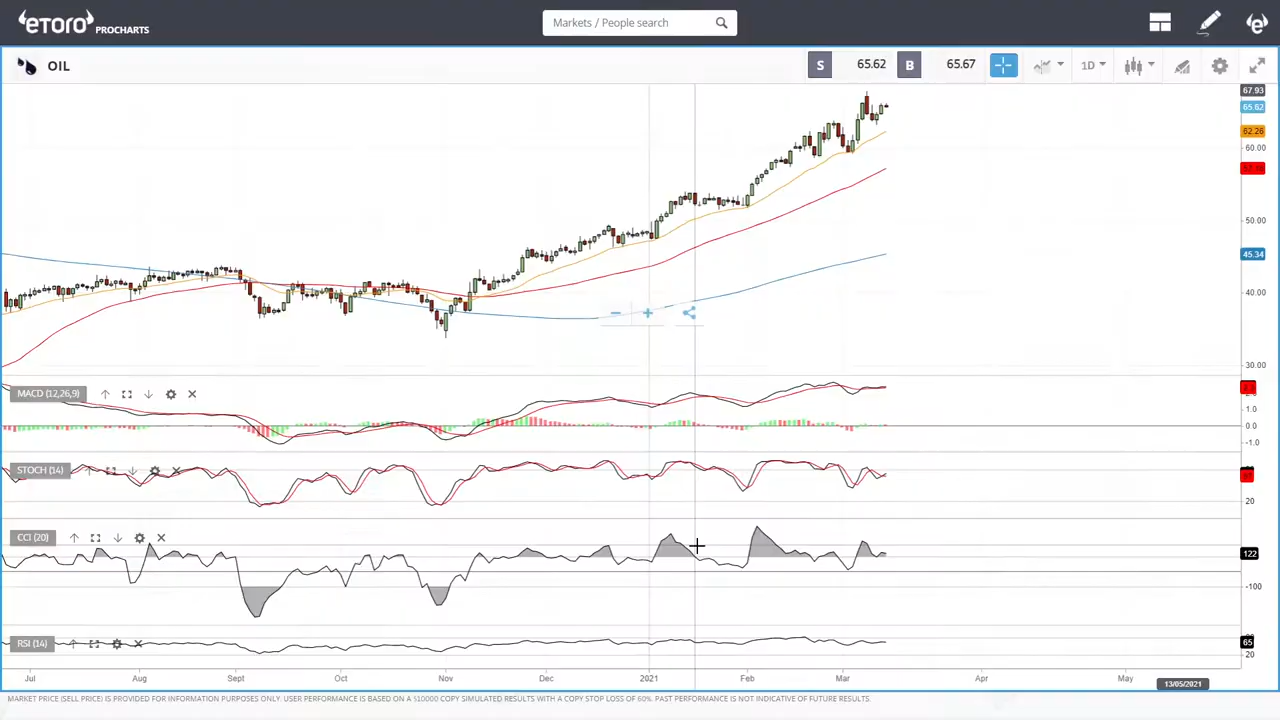 eToro PROCHARTS
Markets / People search
OIL
S 65.62 B 65.67
1D
67.93
65.62
62.26
60.00
50.00
45.34
40.00
30.00
MACD (12,26,9)
1.0
0.0
-1.0
STOCH (14)
20
CCI (20)
122
-100
RSI (14)
65
20
Jul Aug Sept Oct Nov Dec 2021 Feb Mar Apr May
13/05/2021
MARKET PRICE (SELL PRICE) IS PROVIDED FOR INFORMATION PURPOSES ONLY. USER PERFORMANCE IS BASED ON A $10000 COPY SIMULATED RESULTS WITH A COPY STOP LOSS OF 60%. PAST PERFORMANCE IS NOT INDICATIVE OF FUTURE RESULTS.